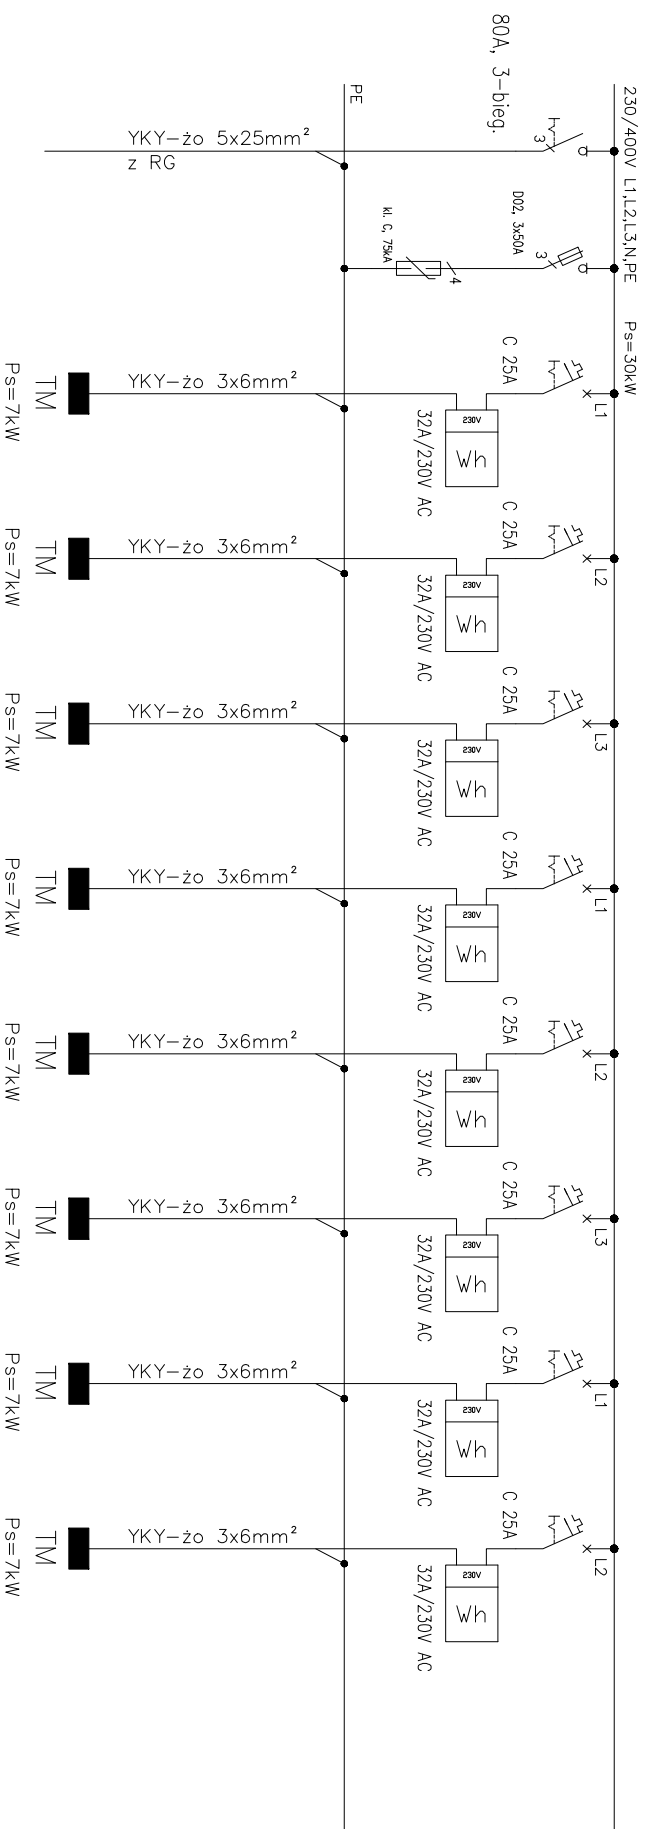 230/400V L1,L2,L3,N,PE Ps=30kW
80A, 3-bieg.
3
PE
YKY-żo 5x25mm²
z RG
D02, 3x50A
3
kl. C, 75kA
4
L1
C 25A
230V
Wh
32A/230V AC
YKY-żo 3x6mm²
TM
Ps=7kW
L2
C 25A
230V
Wh
32A/230V AC
YKY-żo 3x6mm²
TM
Ps=7kW
L3
C 25A
230V
Wh
32A/230V AC
YKY-żo 3x6mm²
TM
Ps=7kW
L1
C 25A
230V
Wh
32A/230V AC
YKY-żo 3x6mm²
TM
Ps=7kW
L2
C 25A
230V
Wh
32A/230V AC
YKY-żo 3x6mm²
TM
Ps=7kW
L3
C 25A
230V
Wh
32A/230V AC
YKY-żo 3x6mm²
TM
Ps=7kW
L1
C 25A
230V
Wh
32A/230V AC
YKY-żo 3x6mm²
TM
Ps=7kW
L2
C 25A
230V
Wh
32A/230V AC
YKY-żo 3x6mm²
TM
Ps=7kW